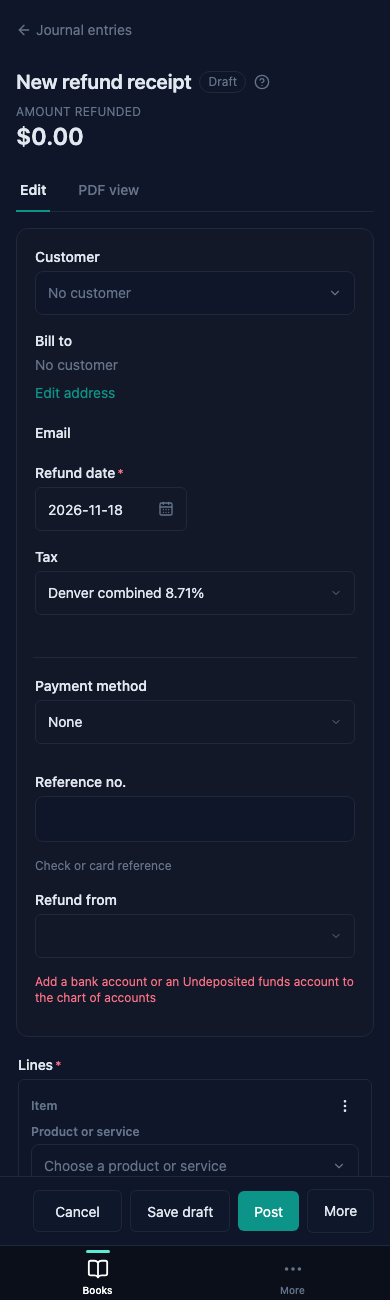 Journal entries
New refund receipt Draft
AMOUNT REFUNDED
$0.00
Edit PDF view
Customer
No customer
Bill to
No customer
Edit address
Email
Refund date *
2026-11-18
Tax
Denver combined 8.71%
Payment method
None
Reference no.
Check or card reference
Refund from
Add a bank account or an Undeposited funds account to
the chart of accounts
Lines *
Item
Product or service
Choose a product or service
Cancel Save draft Post More
Books More